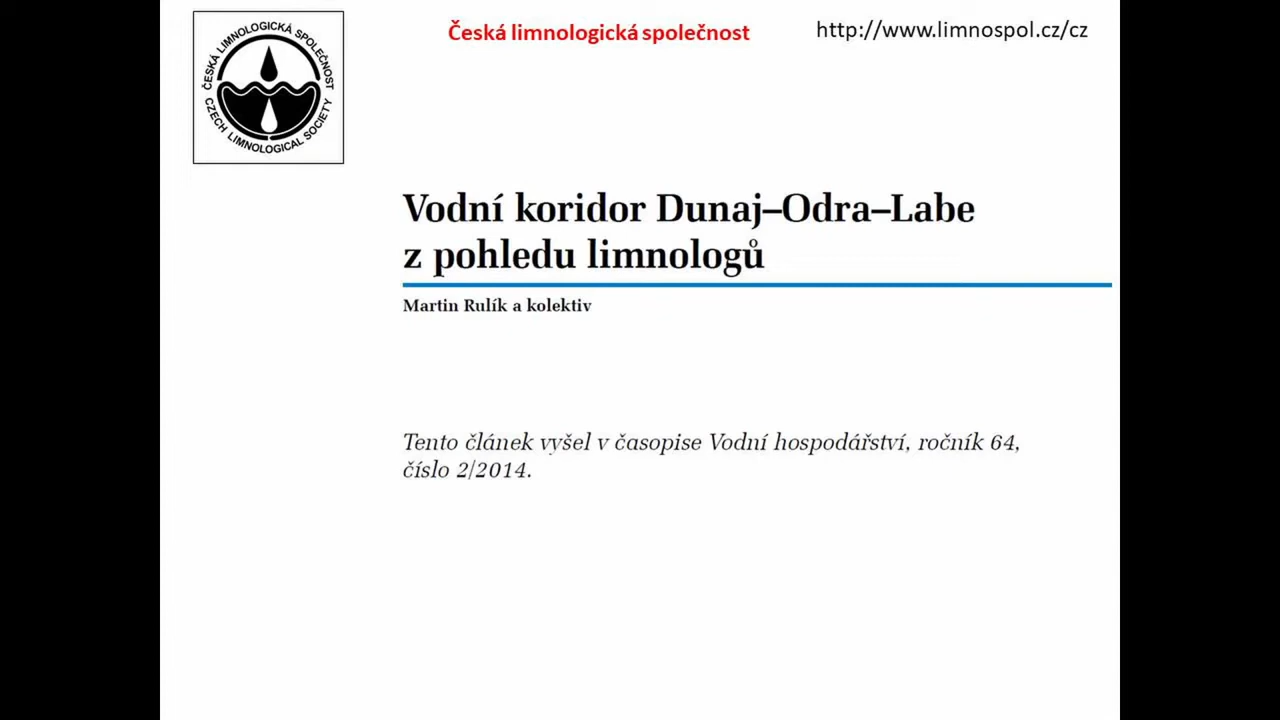 ČESKÁ LIMNOLOGICKÁ SPOLEČNOST
CZECH LIMNOLOGICAL SOCIETY
Česká limnologická společnost
http://www.limnospol.cz/cz
Vodní koridor Dunaj–Odra–Labe
z pohledu limnologů
Martin Rulík a kolektiv
Tento článek vyšel v časopise Vodní hospodářství, ročník 64,
číslo 2/2014.